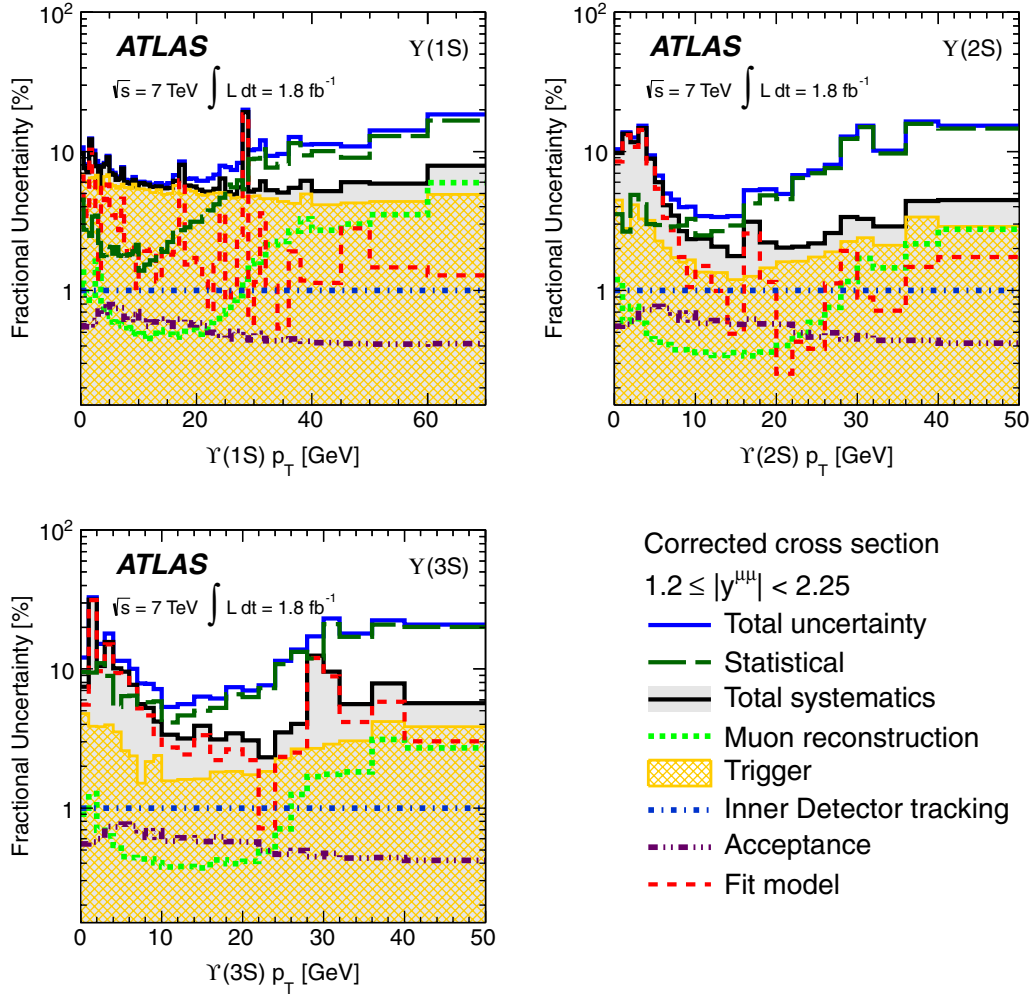 10²
ATLAS ϒ(1S)
√s = 7 TeV ∫ L dt = 1.8 fb⁻¹
10
1
Fractional Uncertainty [%]
0 10 20 30 40 50 60
ϒ(1S) p_T [GeV]
10²
ATLAS ϒ(2S)
√s = 7 TeV ∫ L dt = 1.8 fb⁻¹
10
1
Fractional Uncertainty [%]
0 10 20 30 40 50
ϒ(2S) p_T [GeV]
10²
ATLAS ϒ(3S)
√s = 7 TeV ∫ L dt = 1.8 fb⁻¹
10
1
Fractional Uncertainty [%]
0 10 20 30 40 50
ϒ(3S) p_T [GeV]
Corrected cross section
1.2 ≤ |y^μμ| < 2.25
Total uncertainty
Statistical
Total systematics
Muon reconstruction
Trigger
Inner Detector tracking
Acceptance
Fit model